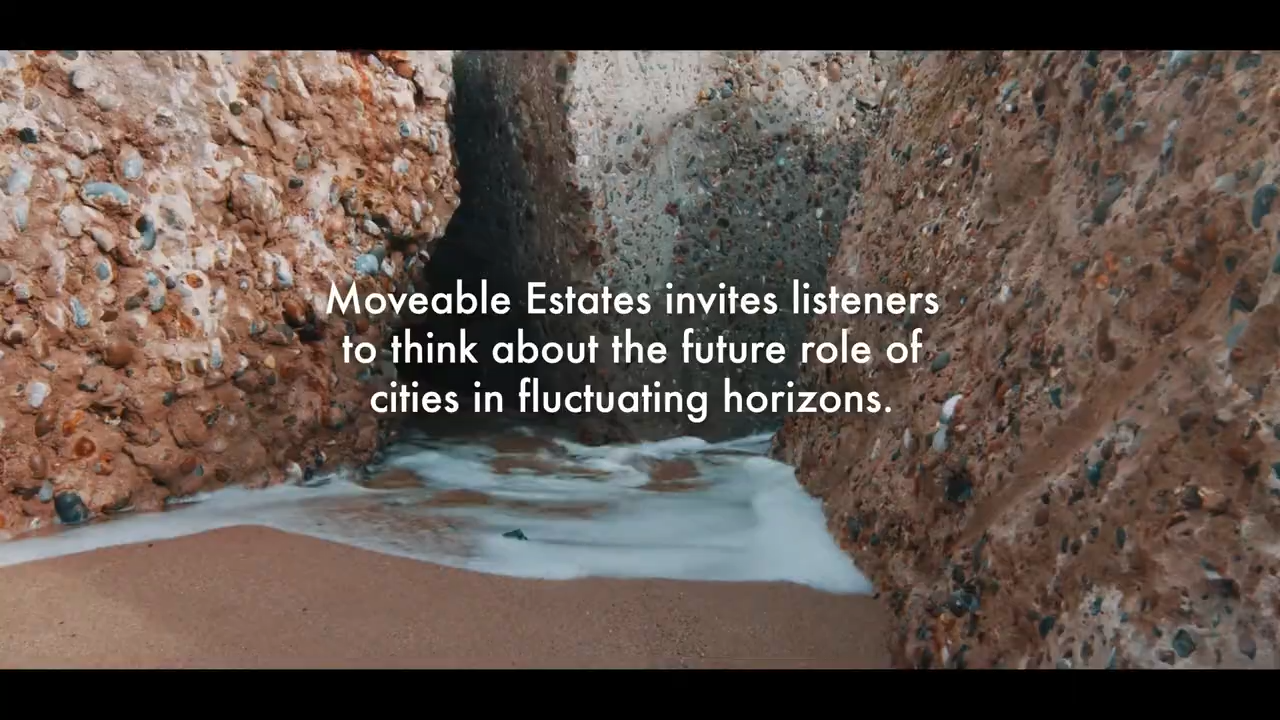 Moveable Estates invites listeners
to think about the future role of
cities in fluctuating horizons.